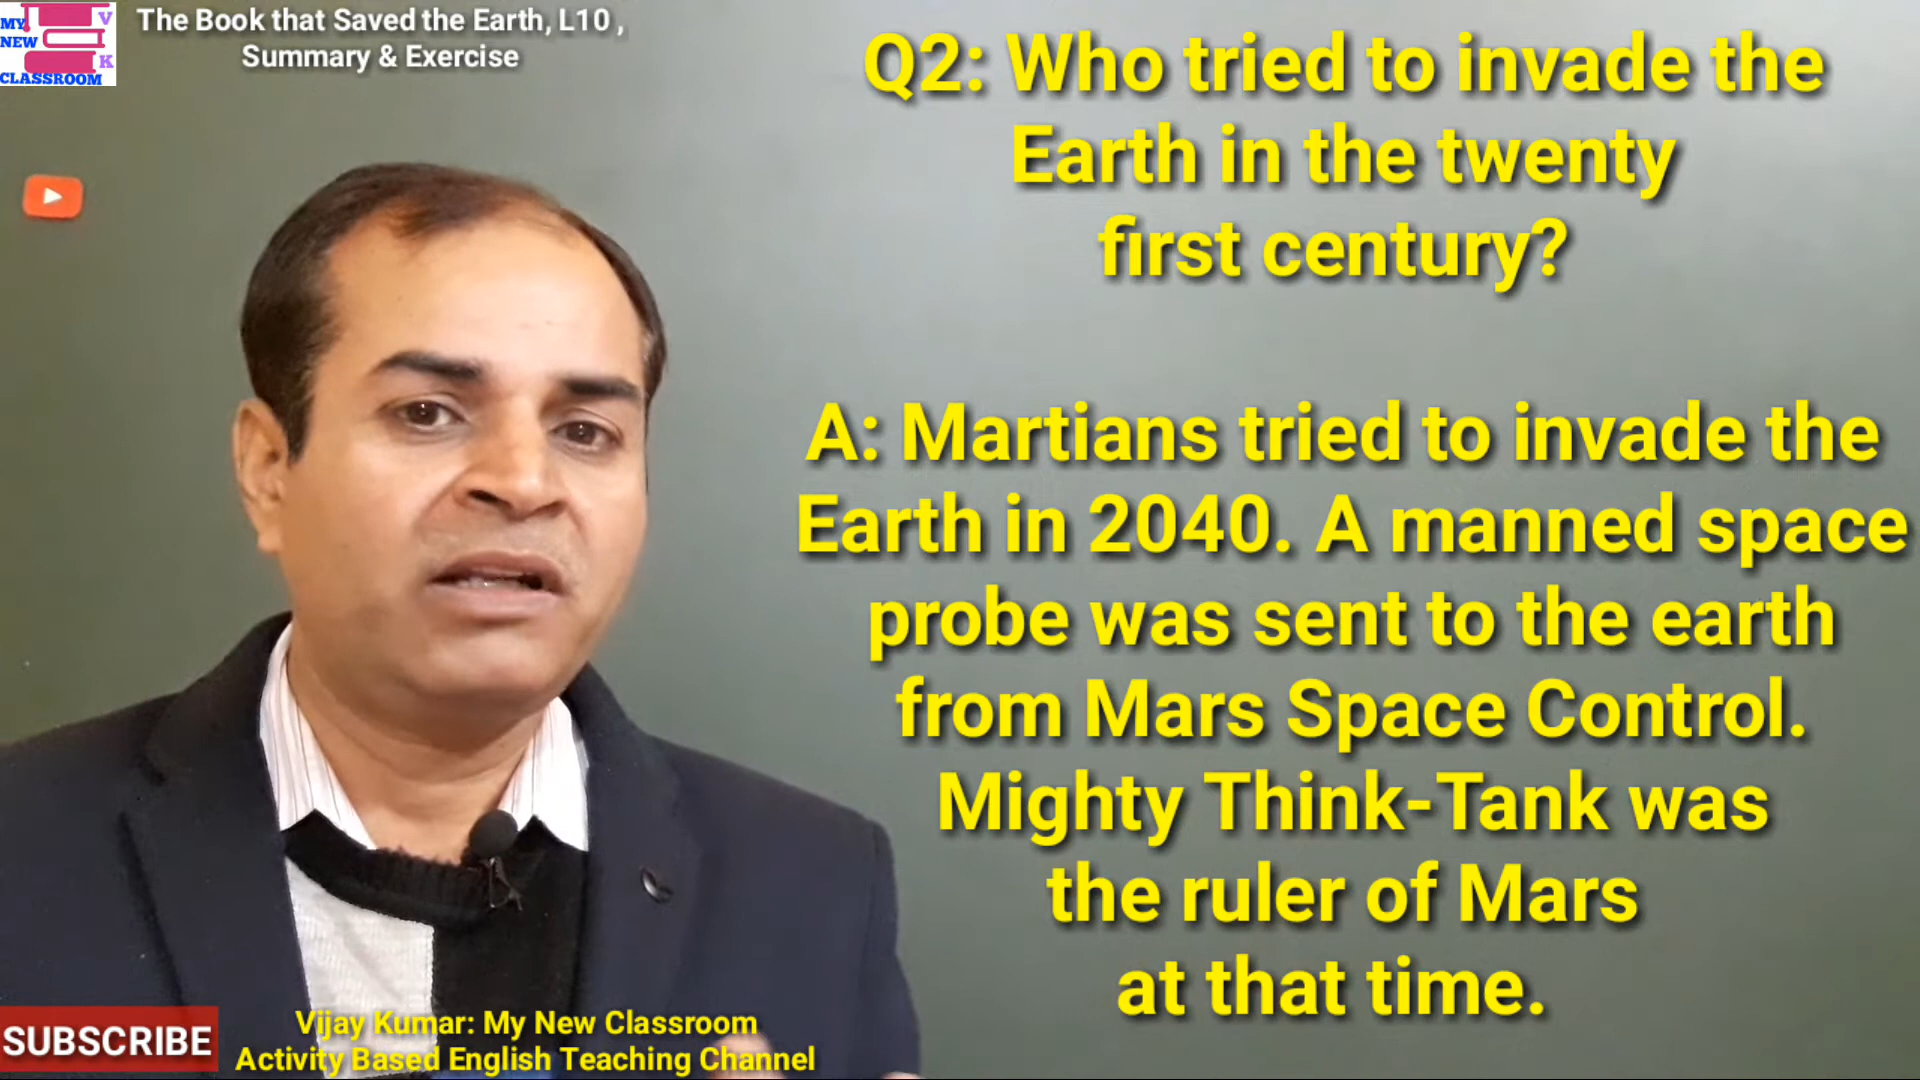 MY
V
NEW
K
CLASSROOM
The Book that Saved the Earth, L10 ,
Summary & Exercise
Q2: Who tried to invade the
Earth in the twenty
first century?
A: Martians tried to invade the
Earth in 2040. A manned space
probe was sent to the earth
from Mars Space Control.
Mighty Think-Tank was
the ruler of Mars
at that time.
SUBSCRIBE
Vijay Kumar: My New Classroom
Activity Based English Teaching Channel